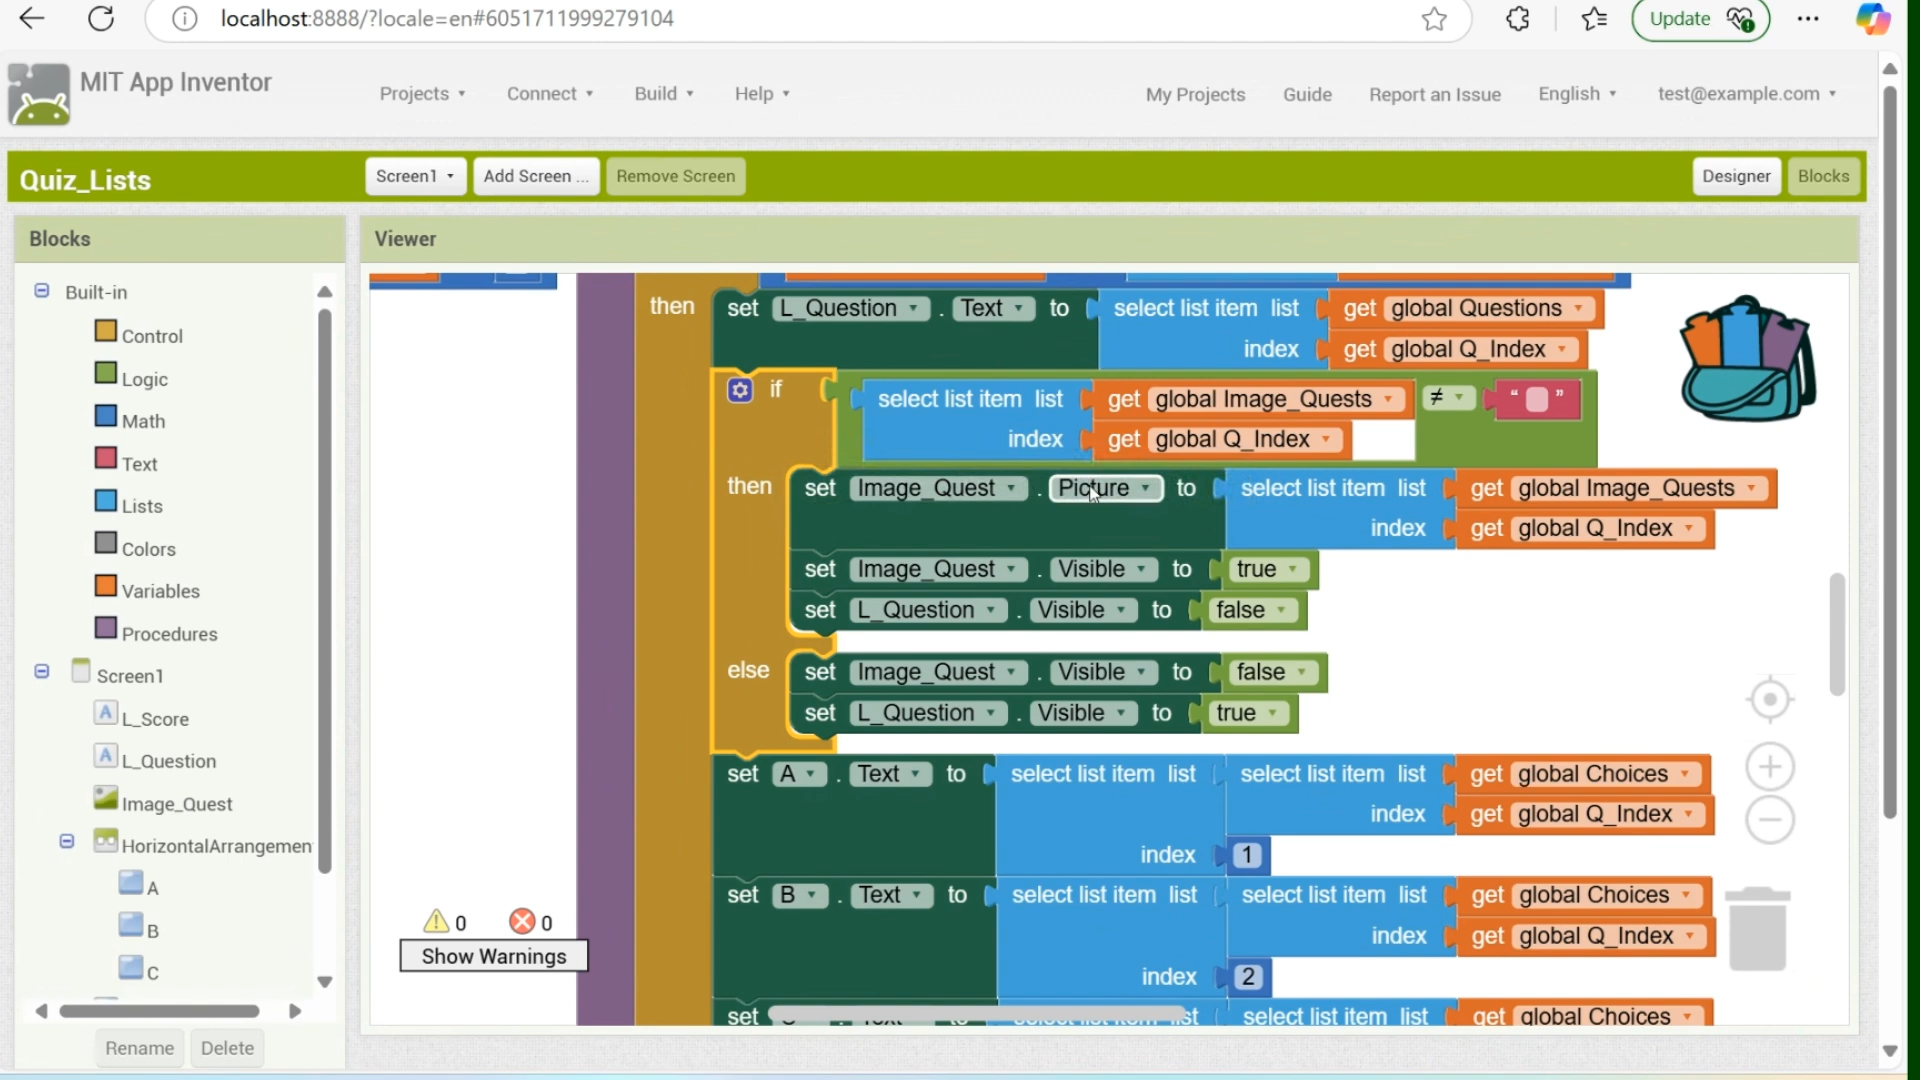 localhost:8888/?locale=en#6051711999279104
Update
MIT App Inventor
Projects
Connect
Build
Help
My Projects
Guide
Report an Issue
English
test@example.com
Quiz_Lists
Screen1
Add Screen ...
Remove Screen
Designer
Blocks
Blocks
Viewer
Built-in
Control
Logic
Math
Text
Lists
Colors
Variables
Procedures
Screen1
L_Score
L_Question
Image_Quest
HorizontalArrangemen
A
B
C
Rename
Delete
then set L_Question . Text to select list item list get global Questions
index get global Q_Index
if select list item list get global Image_Quests ≠ “ ”
index get global Q_Index
then set Image_Quest . Picture to select list item list get global Image_Quests
index get global Q_Index
set Image_Quest . Visible to true
set L_Question . Visible to false
else set Image_Quest . Visible to false
set L_Question . Visible to true
set A . Text to select list item list select list item list get global Choices
index get global Q_Index
index 1
set B . Text to select list item list select list item list get global Choices
index get global Q_Index
index 2
set select list item list get global Choices
0 0
Show Warnings